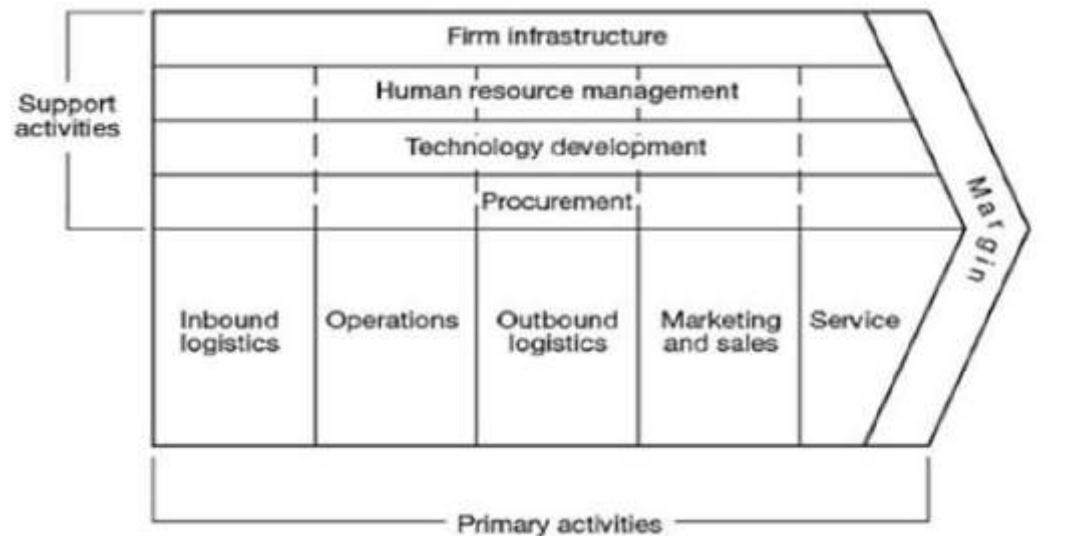 Firm infrastructure
Human resource management
Support
activities
Technology development
Procurement
Margin
Inbound
logistics
Operations
Outbound
logistics
Marketing
and sales
Service
Primary activities